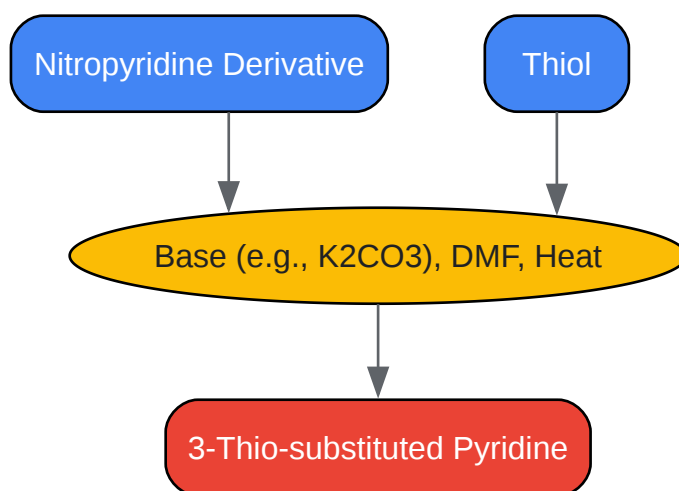 Nitropyridine Derivative
Thiol
Base (e.g., K2CO3), DMF, Heat
3-Thio-substituted Pyridine